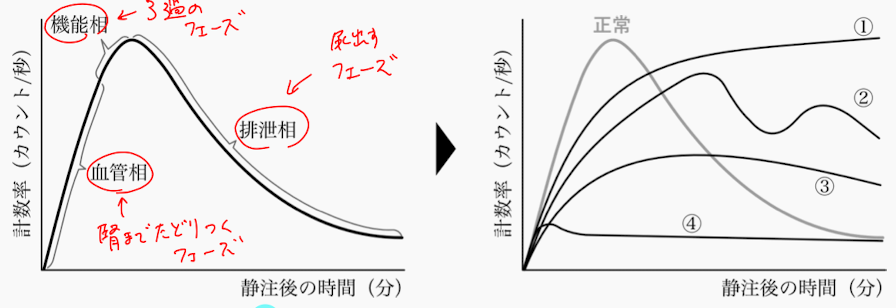 機能相
← ろ過の
フェーズ
尿出す
フェーズ
排泄相
血管相
腎までたどりつく
フェーズ
計数率（カウント/秒）
静注後の時間（分）
正常
①
②
③
④
計数率（カウント/秒）
静注後の時間（分）